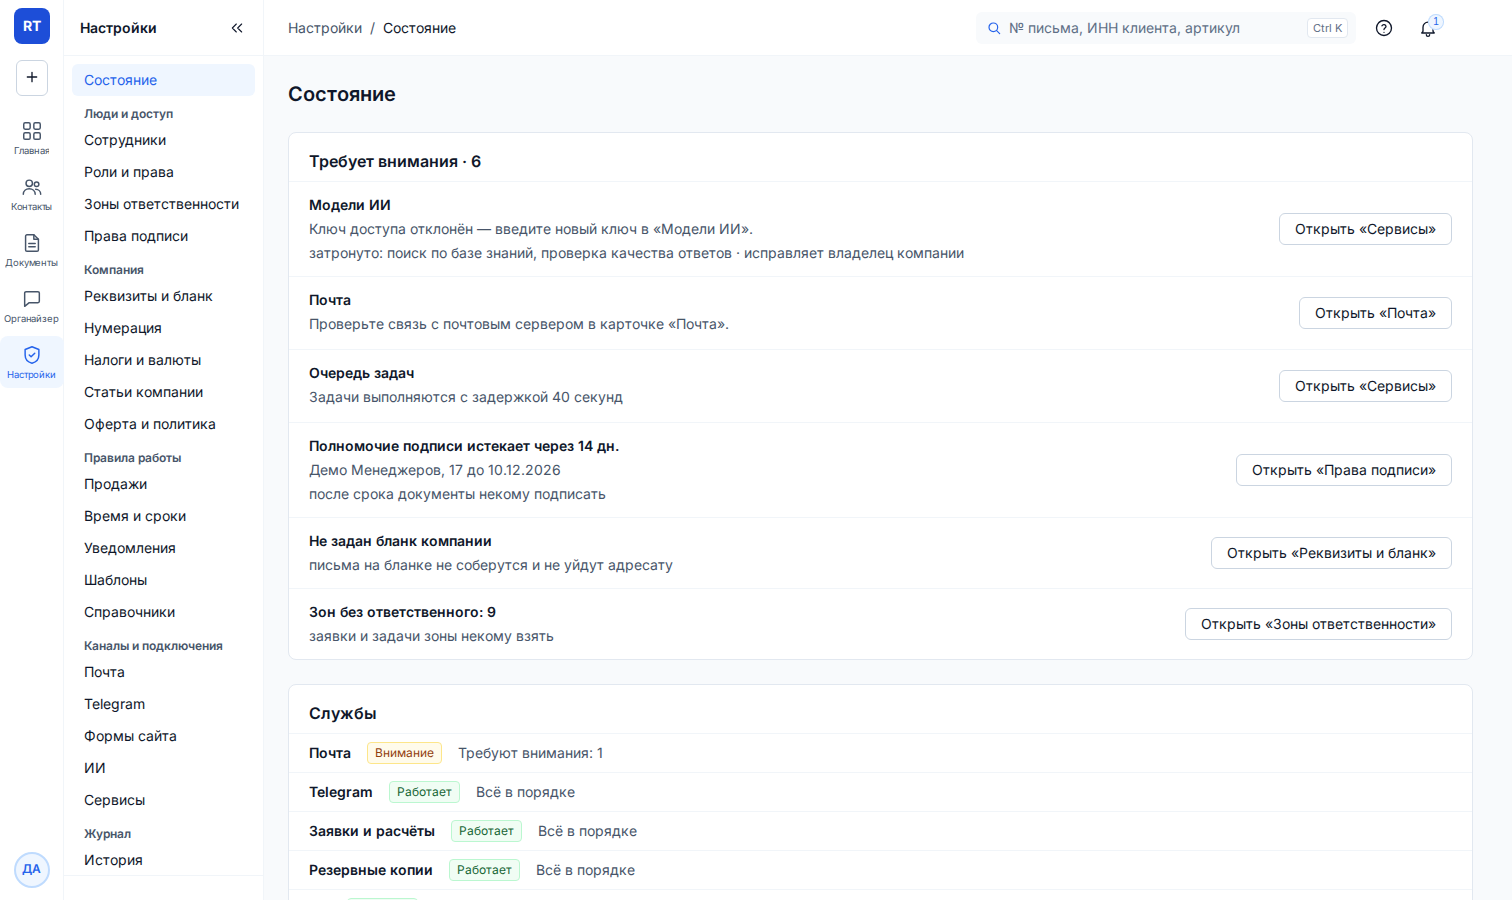 RT
Главная
Контакты
Документы
Органайзер
Настройки
ДА
Настройки
Состояние
Люди и доступ
Сотрудники
Роли и права
Зоны ответственности
Права подписи
Компания
Реквизиты и бланк
Нумерация
Налоги и валюты
Статьи компании
Оферта и политика
Правила работы
Продажи
Время и сроки
Уведомления
Шаблоны
Справочники
Каналы и подключения
Почта
Telegram
Формы сайта
ИИ
Сервисы
Журнал
История
Настройки / Состояние
№ письма, ИНН клиента, артикул Ctrl K
1
Состояние
Требует внимания · 6
Модели ИИ
Ключ доступа отклонён — введите новый ключ в «Модели ИИ».
затронуто: поиск по базе знаний, проверка качества ответов · исправляет владелец компании
Открыть «Сервисы»
Почта
Проверьте связь с почтовым сервером в карточке «Почта».
Открыть «Почта»
Очередь задач
Задачи выполняются с задержкой 40 секунд
Открыть «Сервисы»
Полномочие подписи истекает через 14 дн.
Демо Менеджеров, 17 до 10.12.2026
после срока документы некому подписать
Открыть «Права подписи»
Не задан бланк компании
письма на бланке не соберутся и не уйдут адресату
Открыть «Реквизиты и бланк»
Зон без ответственного: 9
заявки и задачи зоны некому взять
Открыть «Зоны ответственности»
Службы
Почта Внимание Требуют внимания: 1
Telegram Работает Всё в порядке
Заявки и расчёты Работает Всё в порядке
Резервные копии Работает Всё в порядке